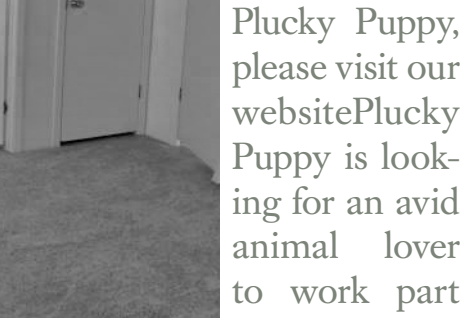 Plucky Puppy,
please visit our
websitePlucky
Puppy is look-
ing for an avid
animal lover
to work part